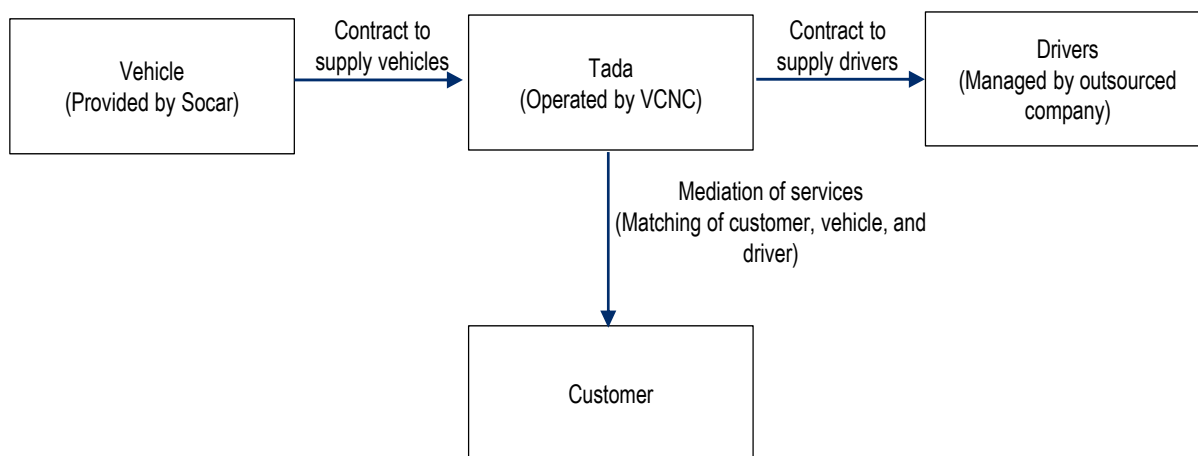 Vehicle
(Provided by Socar)
Contract to
supply vehicles
Tada
(Operated by VCNC)
Contract to
supply drivers
Drivers
(Managed by outsourced
company)
Mediation of services
(Matching of customer, vehicle, and
driver)
Customer